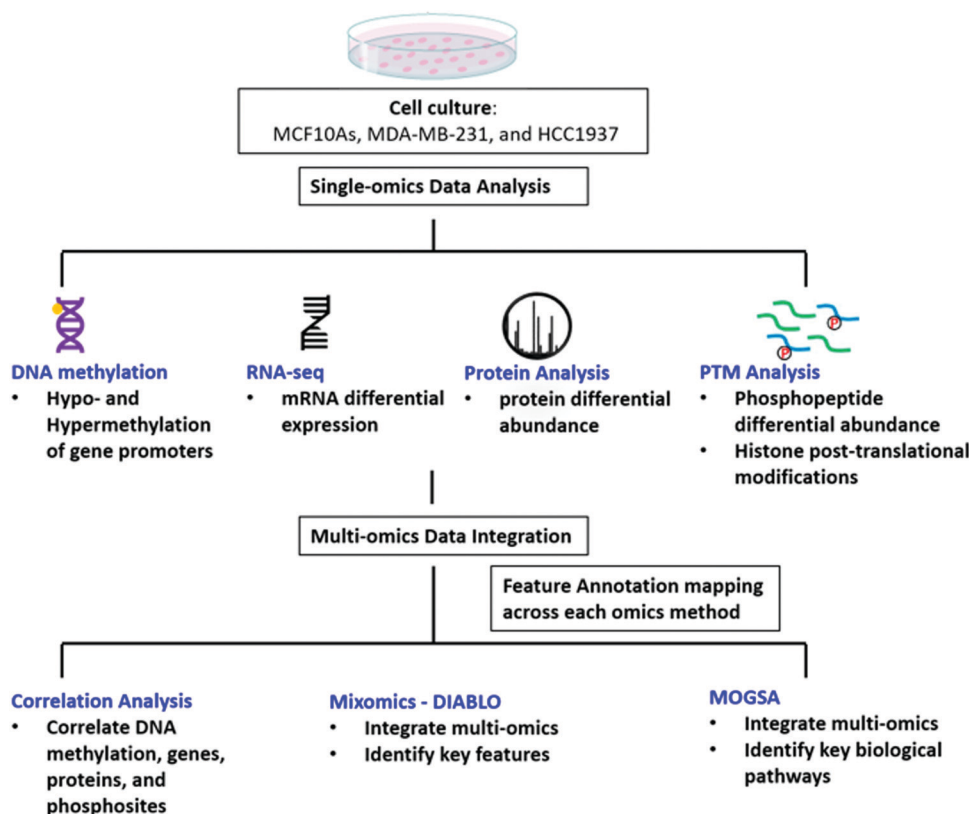 Cell culture:
MCF10As, MDA-MB-231, and HCC1937
Single-omics Data Analysis
DNA methylation
• Hypo- and
Hypermethylation
of gene promoters
RNA-seq
• mRNA differential
expression
Protein Analysis
• protein differential
abundance
P
P
PTM Analysis
• Phosphopeptide
differential abundance
• Histone post-translational
modifications
Multi-omics Data Integration
Feature Annotation mapping
across each omics method
Correlation Analysis
• Correlate DNA
methylation, genes,
proteins, and
phosphosites
Mixomics - DIABLO
• Integrate multi-omics
• Identify key features
MOGSA
• Integrate multi-omics
• Identify key biological
pathways